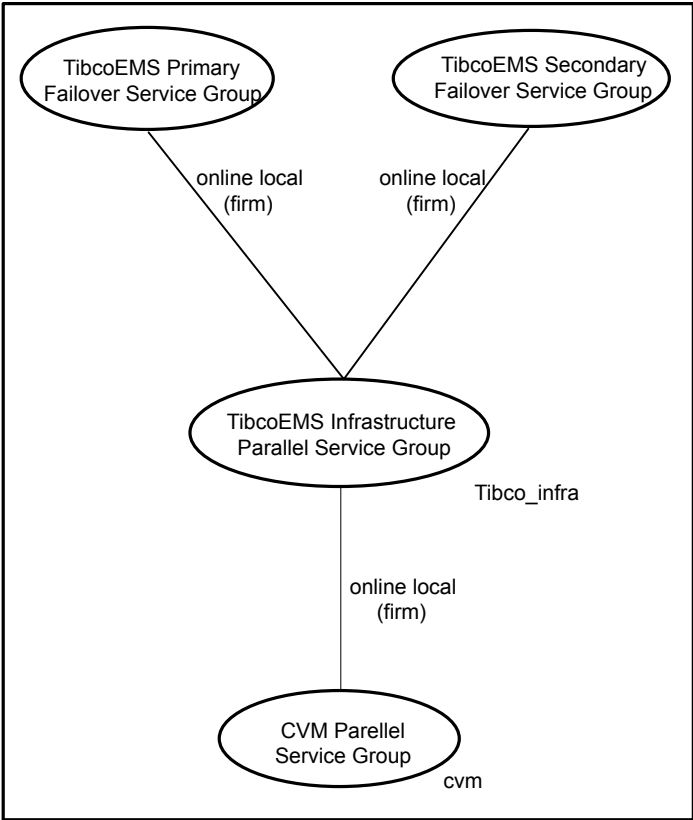 TibcoEMS Primary
Failover Service Group
TibcoEMS Secondary
Failover Service Group
online local
(firm)
online local
(firm)
TibcoEMS Infrastructure
Parallel Service Group
Tibco_infra
online local
(firm)
CVM Parellel
Service Group
cvm